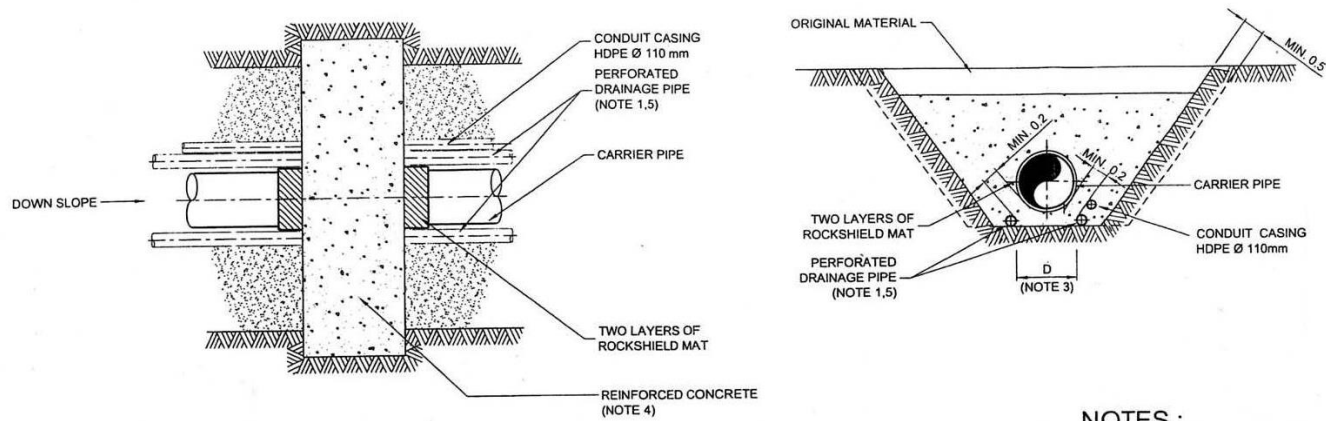 CONDUIT CASING
HDPE Ø 110 mm
PERFORATED
DRAINAGE PIPE
(NOTE 1,5)
CARRIER PIPE
DOWN SLOPE
TWO LAYERS OF
ROCKSHIELD MAT
REINFORCED CONCRETE
(NOTE 4)
ORIGINAL MATERIAL
MIN. 0.5
MIN. 0.2
MIN. 0.2
CARRIER PIPE
TWO LAYERS OF
ROCKSHIELD MAT
CONDUIT CASING
HDPE Ø 110mm
PERFORATED
DRAINAGE PIPE
(NOTE 1,5)
D
(NOTE 3)
NOTES :